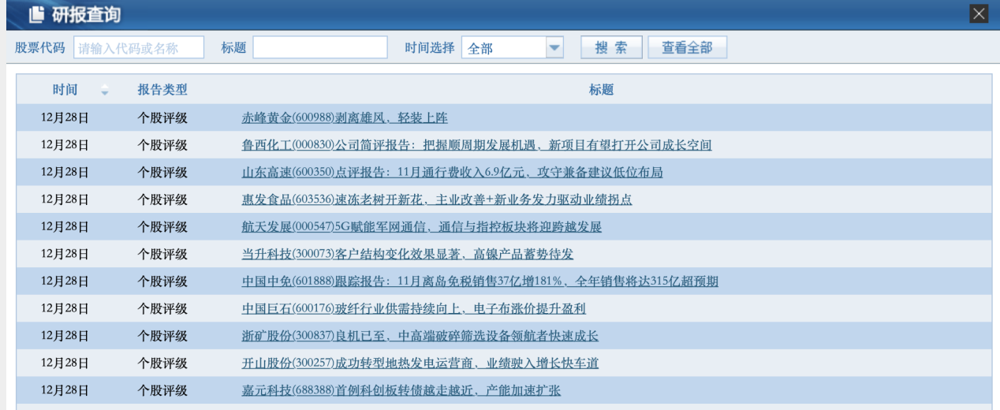 研报查询
股票代码 请输入代码或名称 标题 时间选择 全部 搜索 查看全部
时间 报告类型 标题
12月28日 个股评级 赤峰黄金(600988)剥离雄风，轻装上阵
12月28日 个股评级 鲁西化工(000830)公司简评报告：把握顺周期发展机遇，新项目有望打开公司成长空间
12月28日 个股评级 山东高速(600350)点评报告：11月通行费收入6.9亿元，攻守兼备建议低位布局
12月28日 个股评级 惠发食品(603536)速冻老树开新花，主业改善+新业务发力驱动业绩拐点
12月28日 个股评级 航天发展(000547)5G赋能军网通信，通信与指控板块将迎跨越发展
12月28日 个股评级 当升科技(300073)客户结构变化效果显著，高镍产品蓄势待发
12月28日 个股评级 中国中免(601888)跟踪报告：11月离岛免税销售37亿增181%，全年销售将达315亿超预期
12月28日 个股评级 中国巨石(600176)玻纤行业供需持续向上，电子布涨价提升盈利
12月28日 个股评级 浙矿股份(300837)良机已至，中高端破碎筛选设备领航者快速成长
12月28日 个股评级 开山股份(300257)成功转型地热发电运营商，业绩驶入增长快车道
12月28日 个股评级 嘉元科技(688388)首例科创板转债越走越近，产能加速扩张